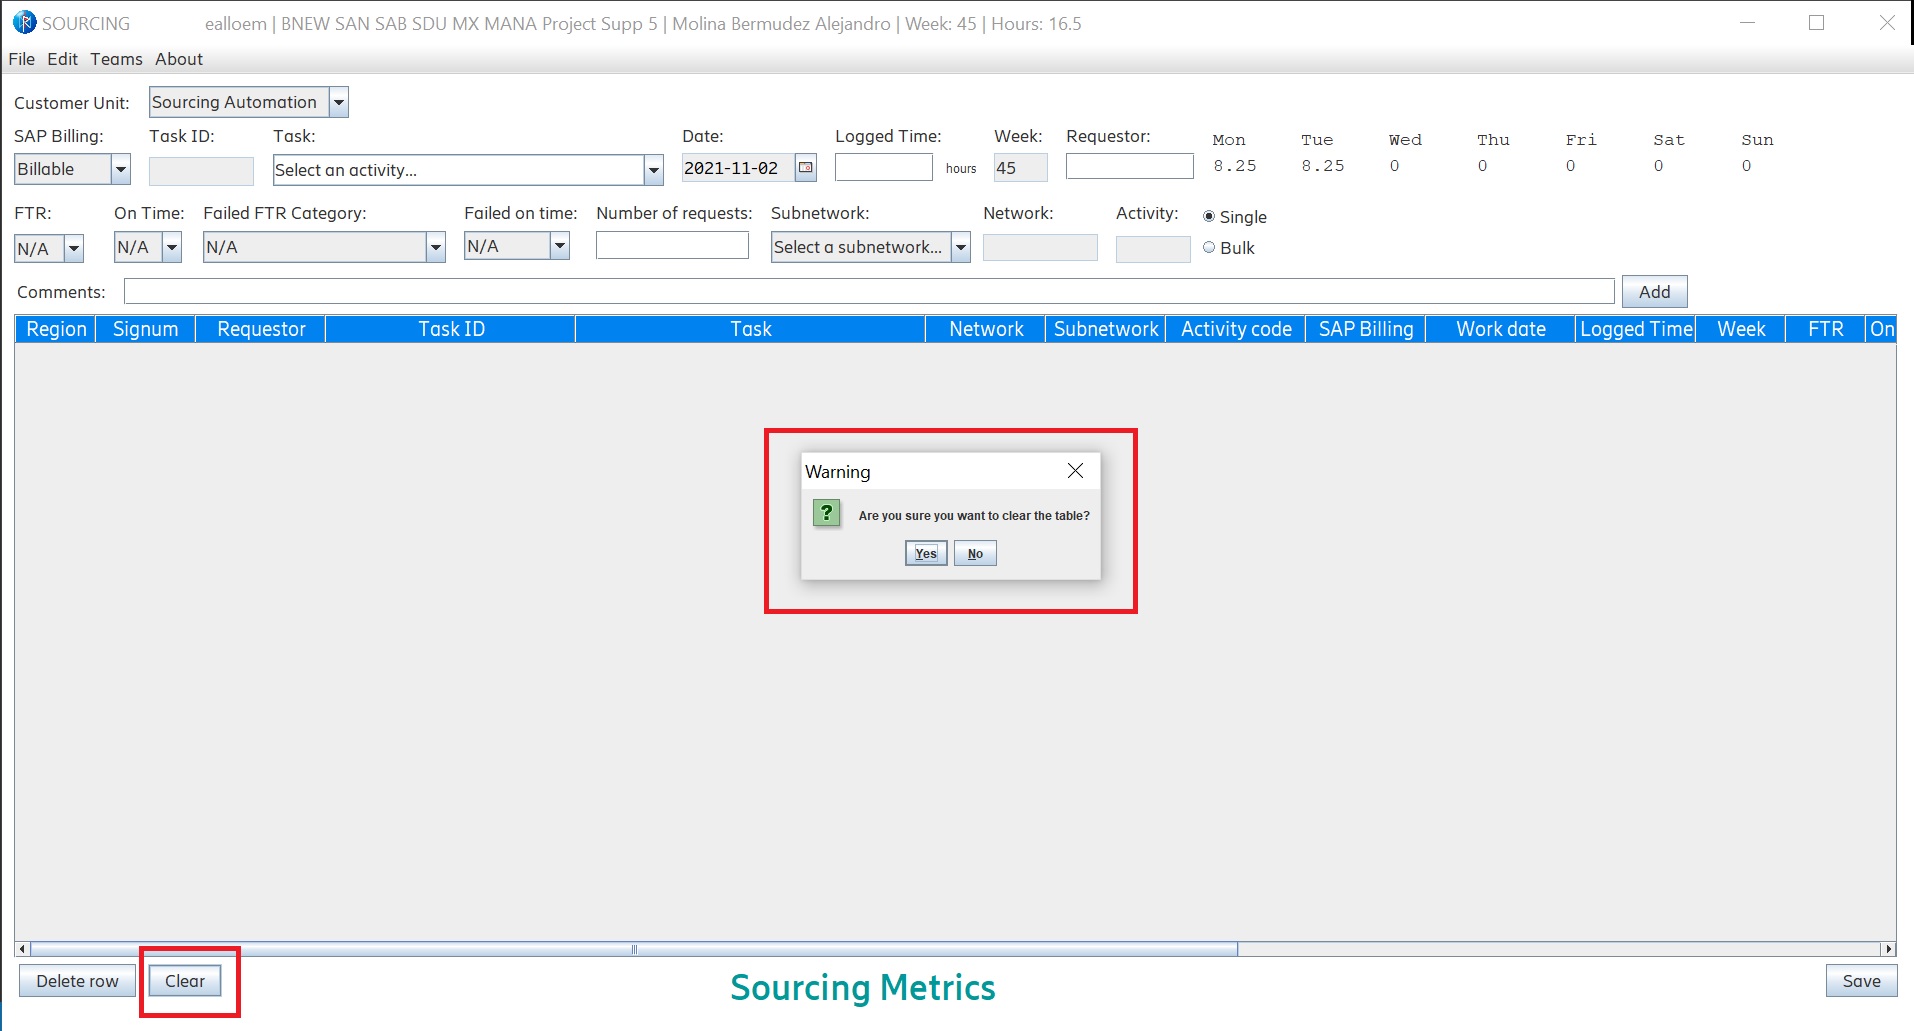 SOURCING ealloem | BNEW SAN SAB SDU MX MANA Project Supp 5 | Molina Bermudez Alejandro | Week: 45 | Hours: 16.5
File Edit Teams About
Customer Unit: Sourcing Automation
SAP Billing: Task ID: Task: Date: Logged Time: Week: Requestor: Mon Tue Wed Thu Fri Sat Sun
Billable Select an activity... 2021-11-02 hours 45 8.25 8.25 0 0 0 0 0
FTR: On Time: Failed FTR Category: Failed on time: Number of requests: Subnetwork: Network: Activity: Single
N/A N/A N/A N/A Select a subnetwork... Bulk
Comments: Add
Region Signum Requestor Task ID Task Network Subnetwork Activity code SAP Billing Work date Logged Time Week FTR On
Warning
? Are you sure you want to clear the table?
Yes No
Delete row Clear Sourcing Metrics Save